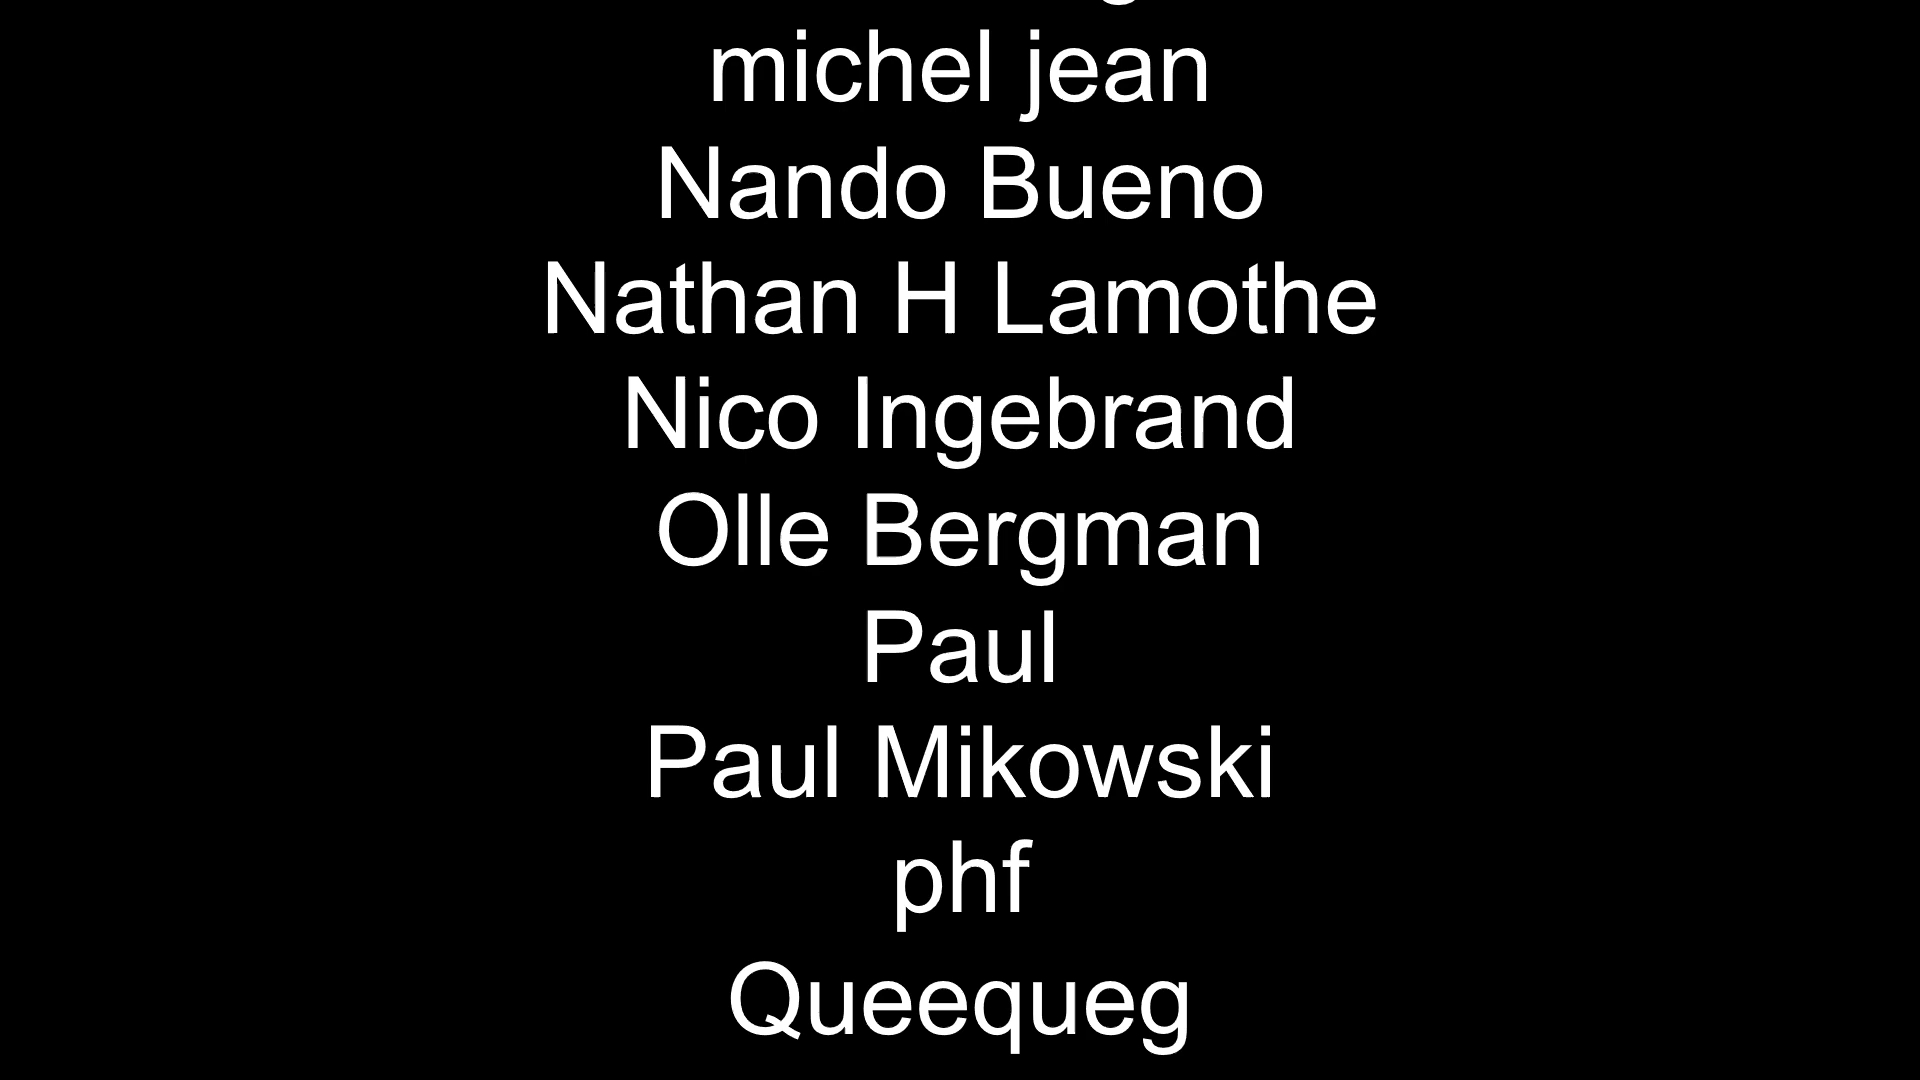 michel jean
Nando Bueno
Nathan H Lamothe
Nico Ingebrand
Olle Bergman
Paul
Paul Mikowski
phf
Queequeg